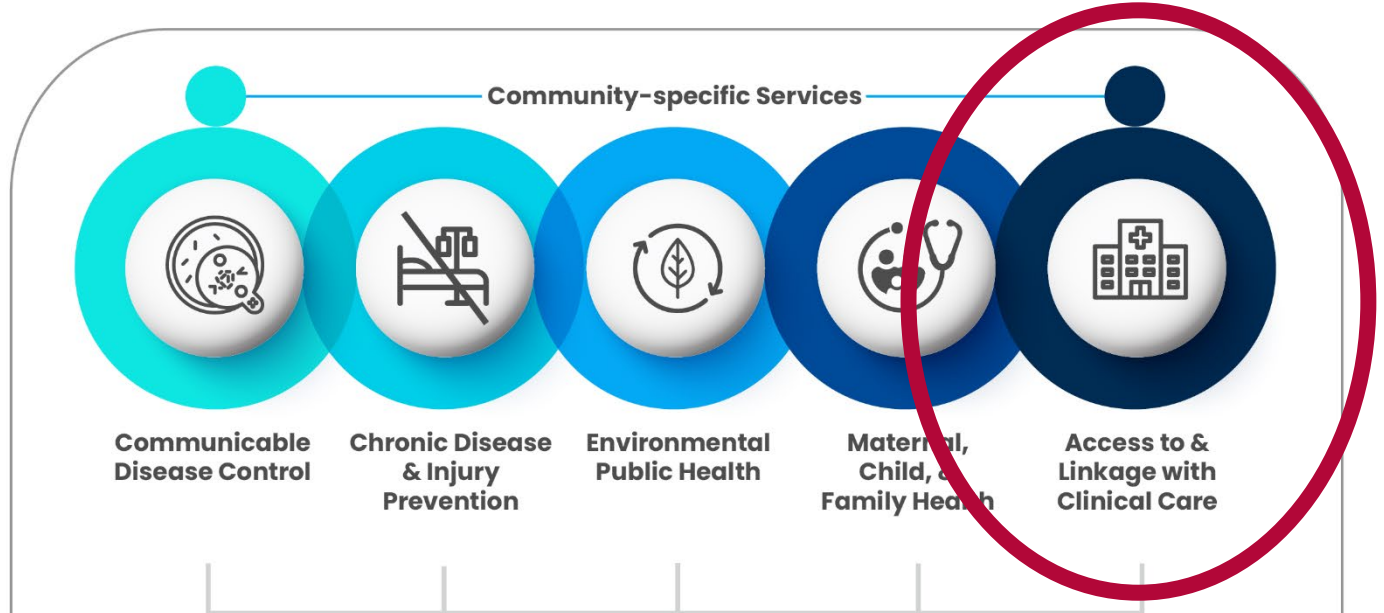 Community-specific Services
Communicable
Disease Control
Chronic Disease
& Injury
Prevention
Environmental
Public Health
Maternal,
Child, &
Family Health
Access to &
Linkage with
Clinical Care